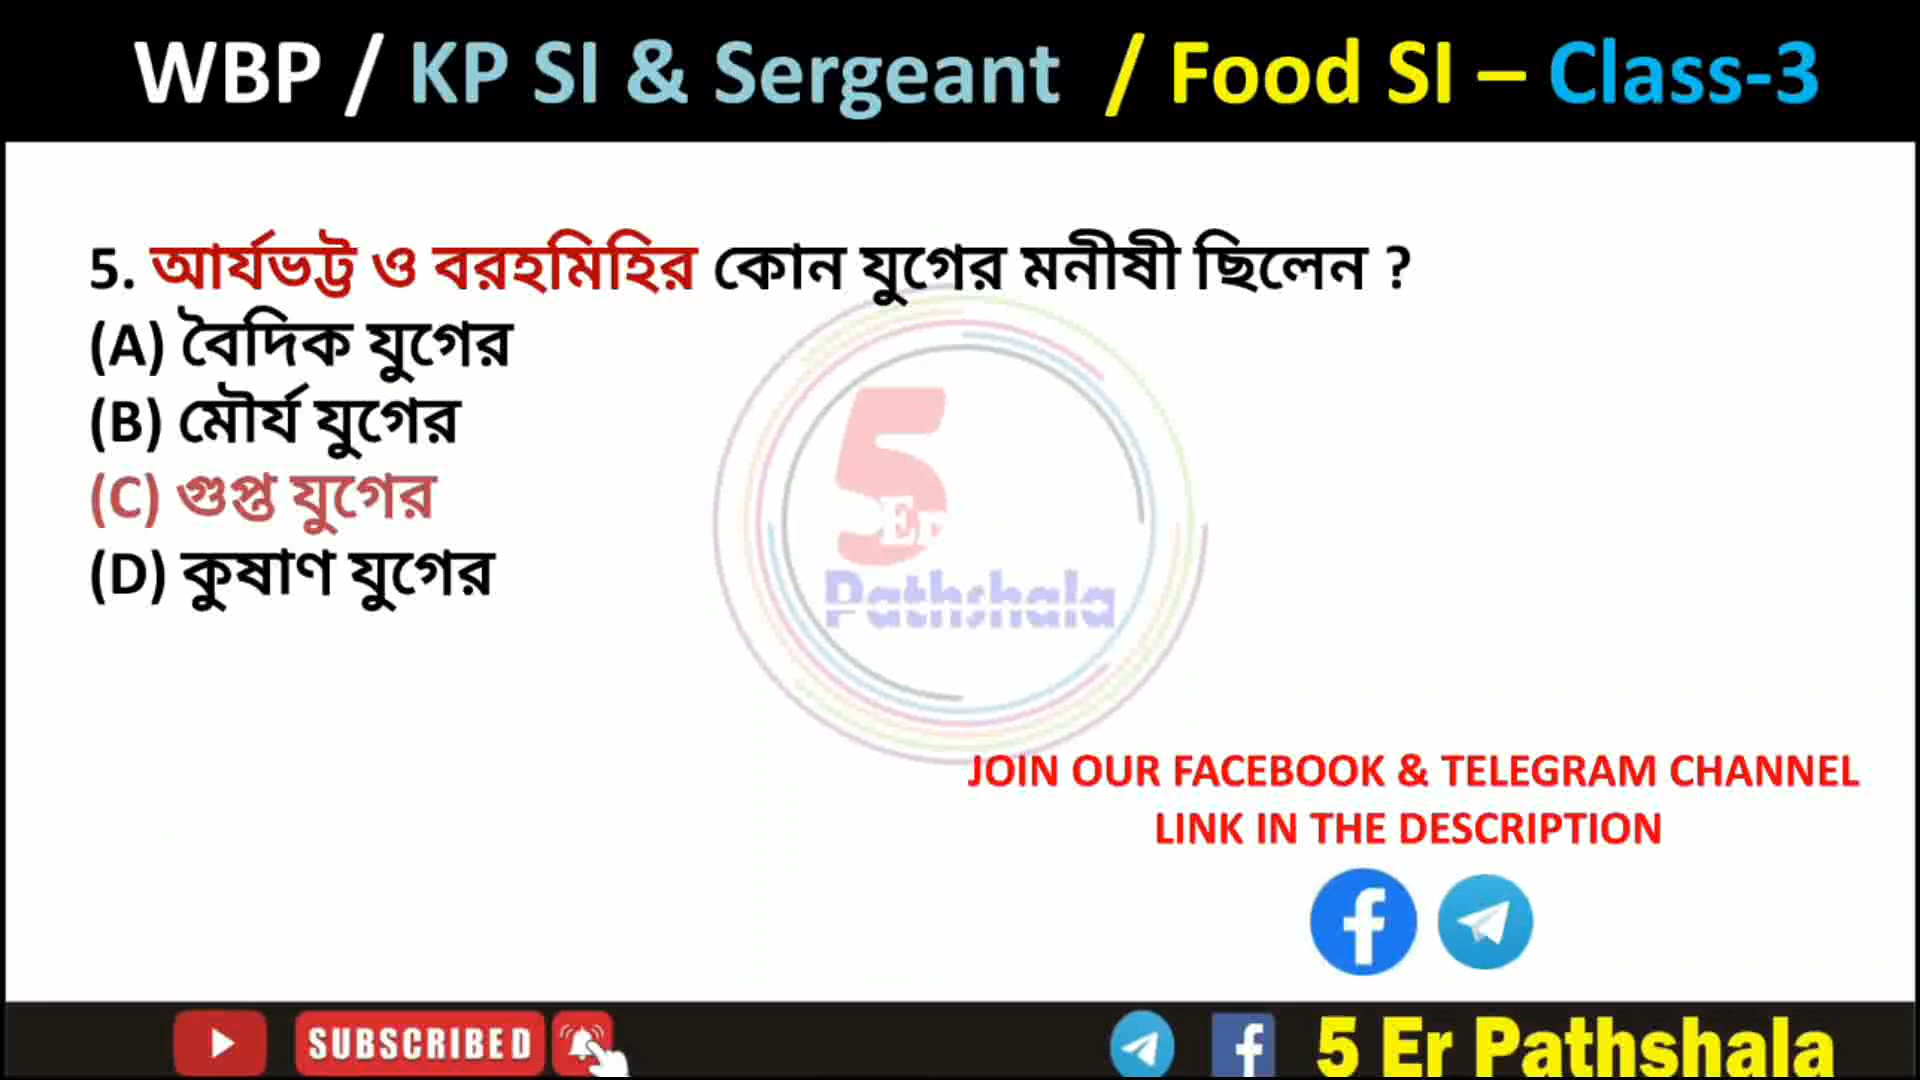 WBP / KP SI & Sergeant / Food SI – Class-3
5. আর্যভট্ট ও বরহমিহির কোন যুগের মনীষী ছিলেন ?
(A) বৈদিক যুগের
(B) মৌর্য যুগের
(C) গুপ্ত যুগের
(D) কুষাণ যুগের
5
Er
Pathshala
JOIN OUR FACEBOOK & TELEGRAM CHANNEL
LINK IN THE DESCRIPTION
SUBSCRIBED
5 Er Pathshala